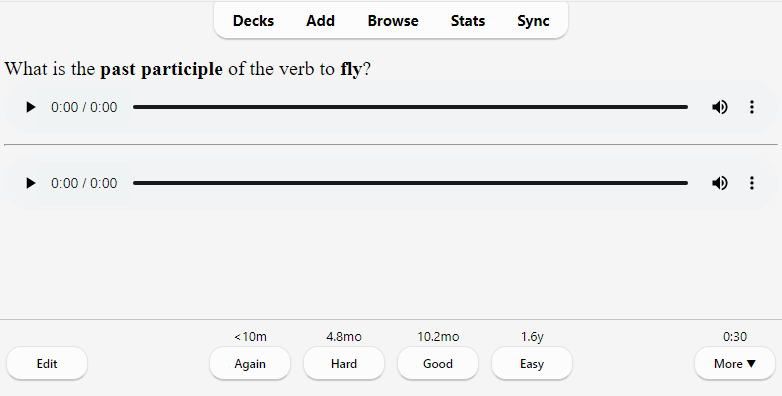 Decks Add Browse Stats Sync
What is the past participle of the verb to fly?
0:00 / 0:00
0:00 / 0:00
<10m 4.8mo 10.2mo 1.6y 0:30
Edit Again Hard Good Easy More ▼